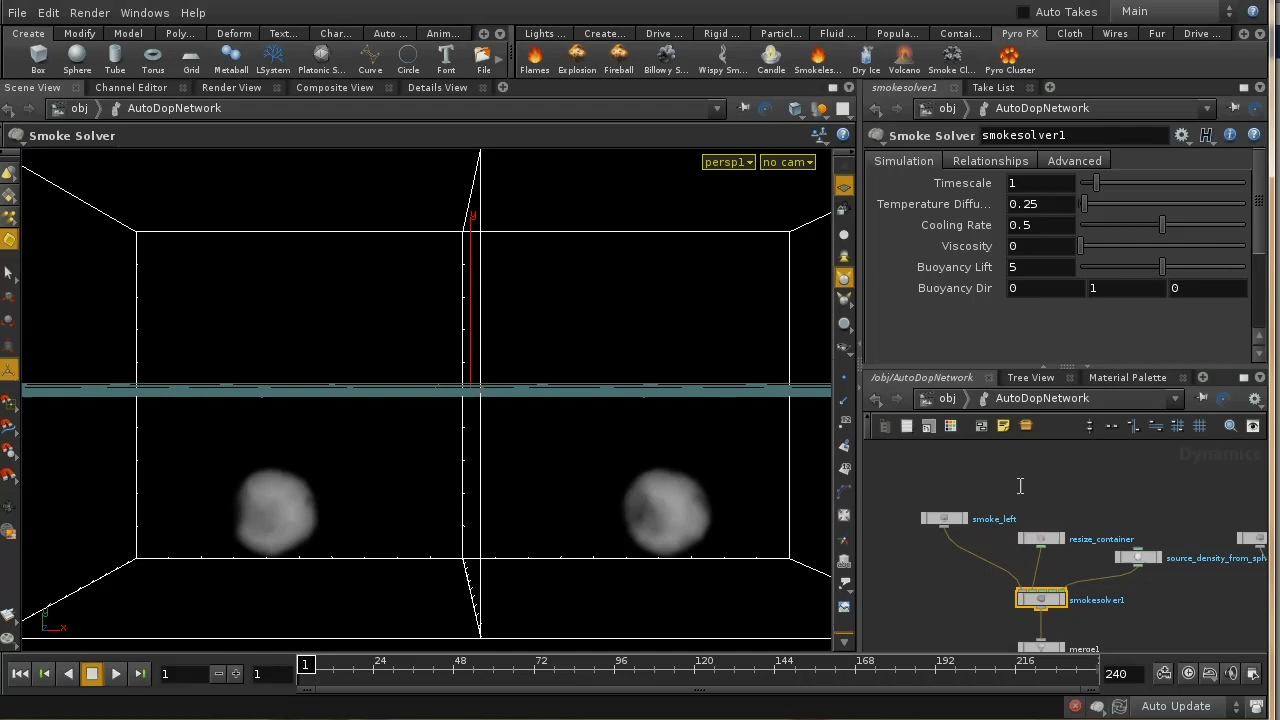 File Edit Render Windows Help Auto Takes Main
Create Modify Model Poly... Deform Text... Char... Auto ... Anim... Lights ... Create... Drive ... Rigid ... Particl... Fluid ... Popula... Contai... Pyro FX Cloth Wires Fur Drive ...
Box Sphere Tube Torus Grid Metaball LSystem Platonic S... Curve Circle Font File Flames Explosion Fireball Billowy S... Wispy Sm... Candle Smokeles... Dry Ice Volcano Smoke Cl... Pyro Cluster
Scene View Channel Editor Render View Composite View Details View
smokesolver1 Take List
obj AutoDopNetwork
obj AutoDopNetwork
Smoke Solver
Smoke Solver smokesolver1
persp1 no cam
Simulation Relationships Advanced
Timescale 1
Temperature Diffu... 0.25
Cooling Rate 0.5
Viscosity 0
Buoyancy Lift 5
Buoyancy Dir 0 1 0
y
/obj/AutoDopNetwork Tree View Material Palette
obj AutoDopNetwork
Dynamics
smoke_left
resize_container
source_density_from_sph
smokesolver1
merge1
x
1 1 1 24 48 72 96 120 144 168 192 216 240
Auto Update